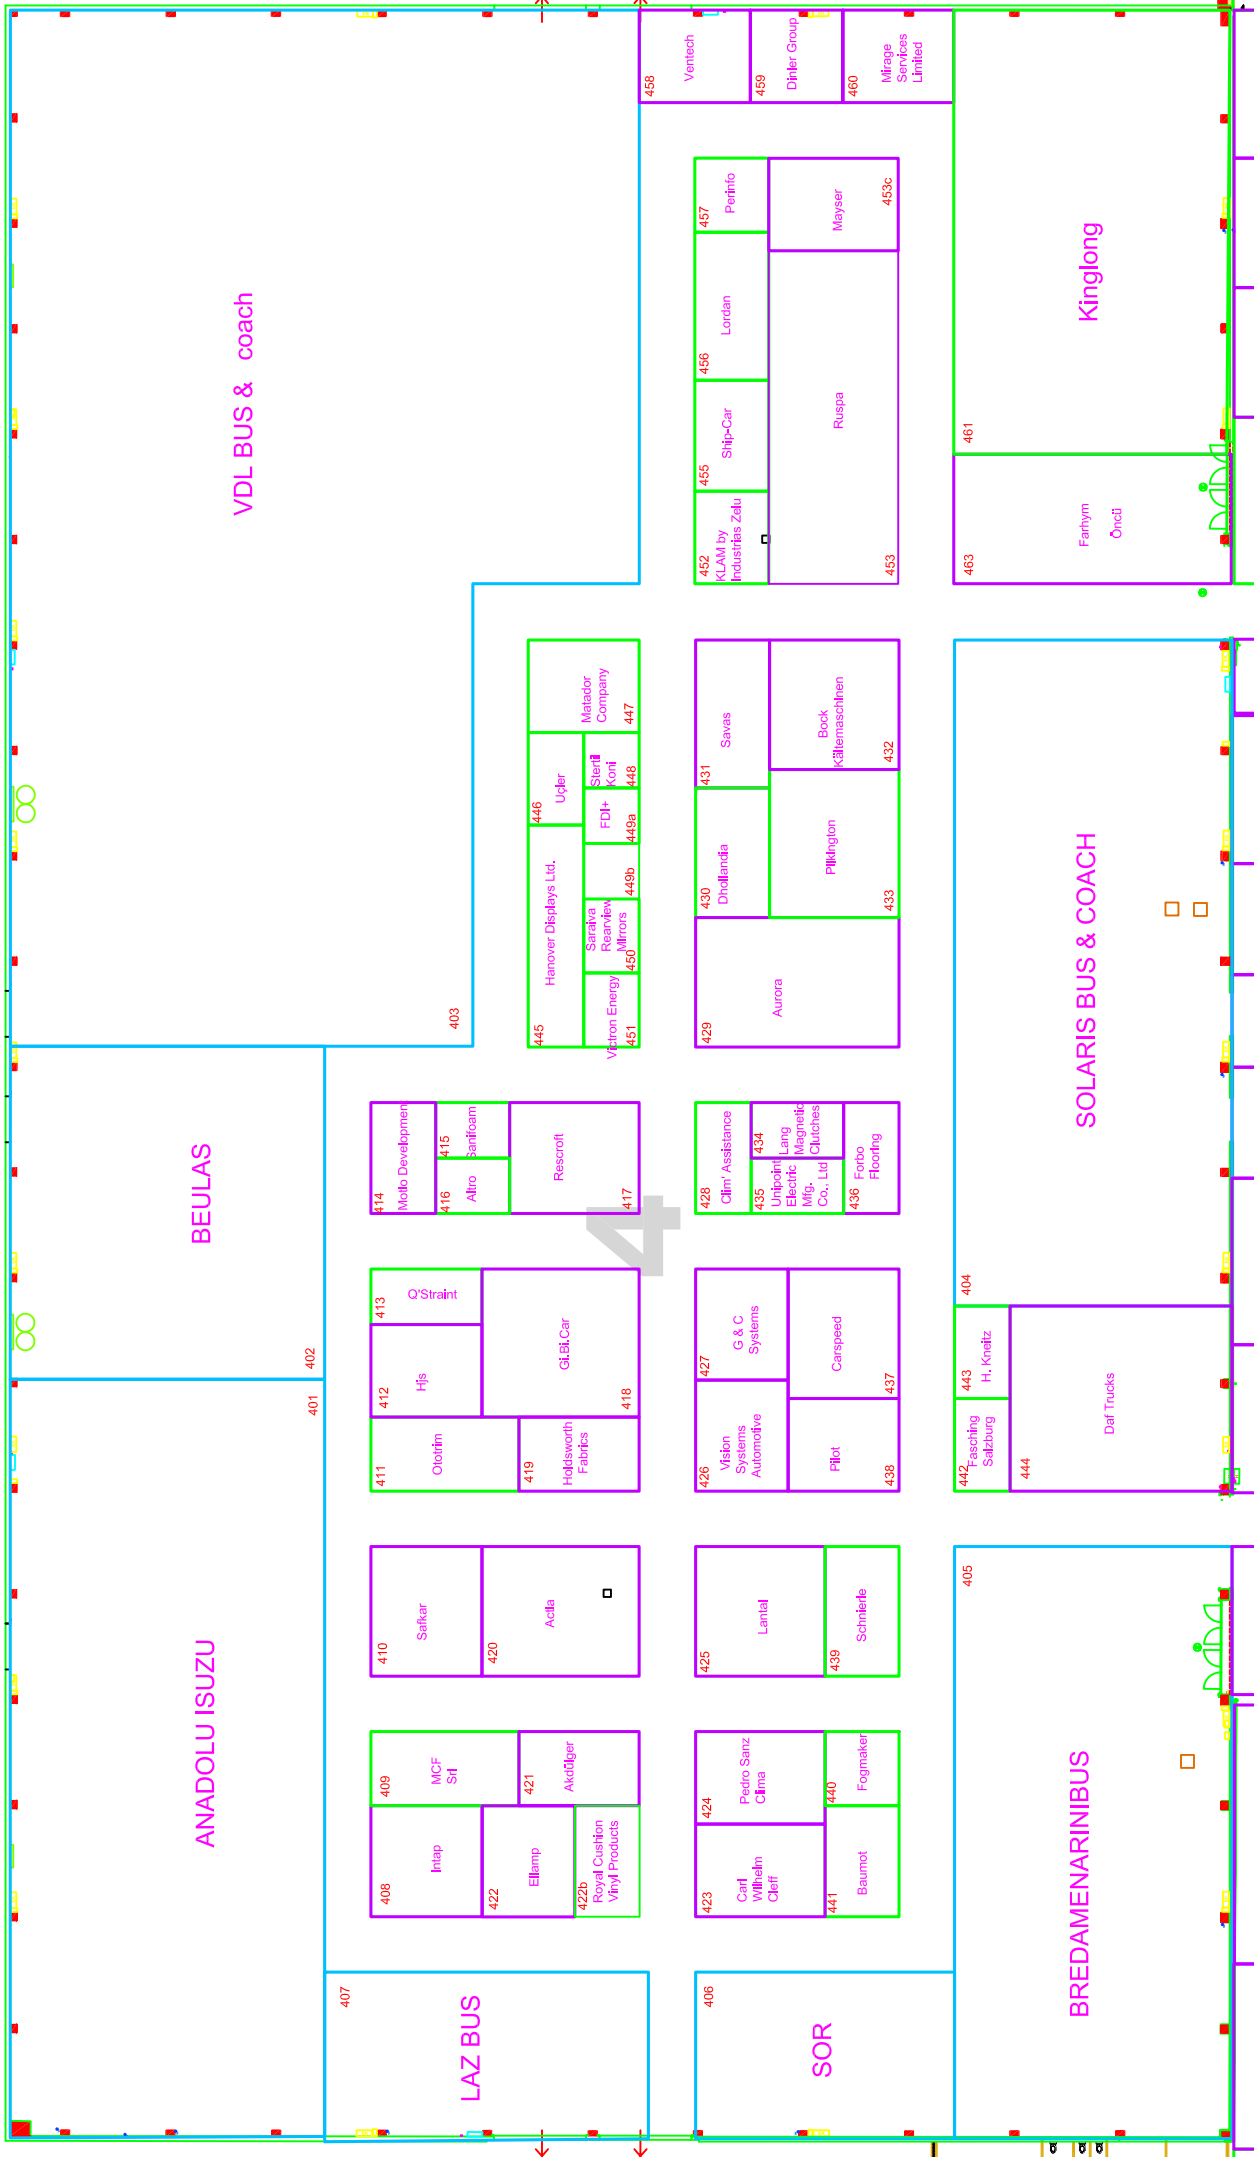 VDL BUS & coach
403
BEULAS
402
ANADOLU ISUZU
401
458
Ventech
459
Dinler Group
460
Mirage
Services
Limited
457
Perinfo
456
Lordan
455
Ship-Car
452
KLAM by
Industrias Zelu
Mayser
453c
Ruspa
453
461
Kinglong
463
Farhym
Öncü
Matador
Company
447
446
Uçler
Stertil
Koni
448
FDI+
449a
449b
445
Hanover Displays Ltd.
Saraiva
Rearview
Mirrors
450
Victron Energy
451
431
Savas
Bock
Kältemaschinen
432
430
Dhollandia
Pilkington
433
429
Aurora
404
SOLARIS BUS & COACH
414
Motio Development
415
Sanifoam
416
Altro
Rescroft
417
4
428
Clim' Assistance
434
Lang
Magnetic
Clutches
435
Unipoint
Electric
Mfg.
Co., Ltd
436
Forbo
Flooring
413
Q'Straint
412
Hjs
Gi.Bi.Car
418
411
Ototrim
419
Holdsworth
Fabrics
427
G & C
Systems
426
Vision
Systems
Automotive
Carspeed
437
Pilot
438
443
H. Kneitz
442
Fasching
Salzburg
444
Daf Trucks
410
Safkar
420
Actia
425
Lantal
439
Schnierle
405
BREDAMENARINIBUS
409
MCF
Srl
421
Akdülger
408
Intap
422
Ellamp
422b
Royal Cushion
Vinyl Products
424
Pedro Sanz
Clima
423
Carl
Wilhelm
Cleff
440
Fogmaker
441
Baumot
407
LAZ BUS
406
SOR